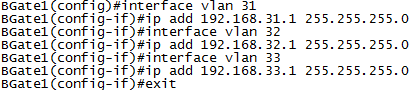 BGate1(config)#interface vlan 31
BGate1(config-if)#ip add 192.168.31.1 255.255.255.0
BGate1(config-if)#interface vlan 32
BGate1(config-if)#ip add 192.168.32.1 255.255.255.0
BGate1(config-if)#interface vlan 33
BGate1(config-if)#ip add 192.168.33.1 255.255.255.0
BGate1(config-if)#exit